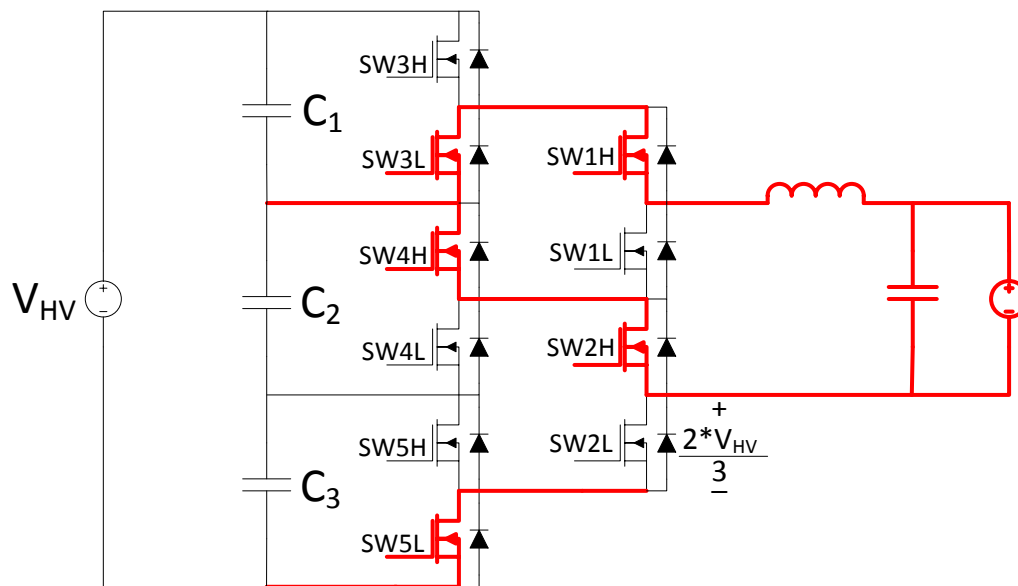 SW3H
C1
SW3L
SW1H
SW4H
SW1L
+
−
VHV
C2
+
−
SW4L
SW2H
+
2*VHV
3
−
SW5H
SW2L
C3
SW5L